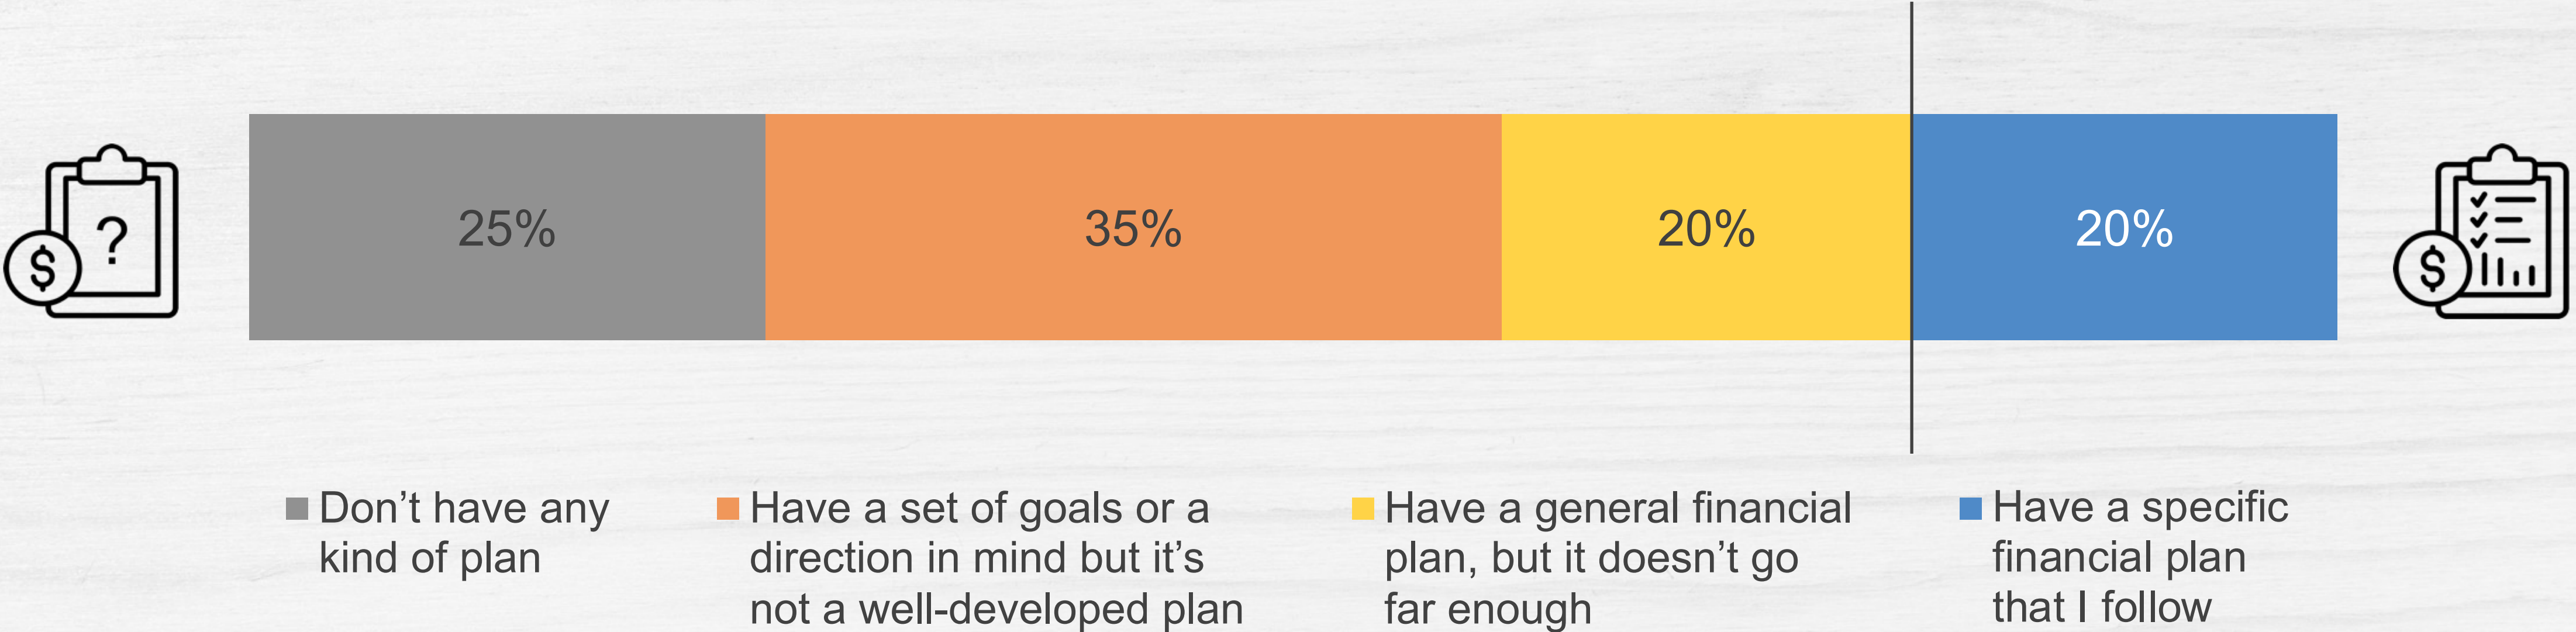 25%
35%
20%
20%
?
$
$
Don’t have any
kind of plan
Have a set of goals or a
direction in mind but it’s
not a well-developed plan
Have a general financial
plan, but it doesn’t go
far enough
Have a specific
financial plan
that I follow